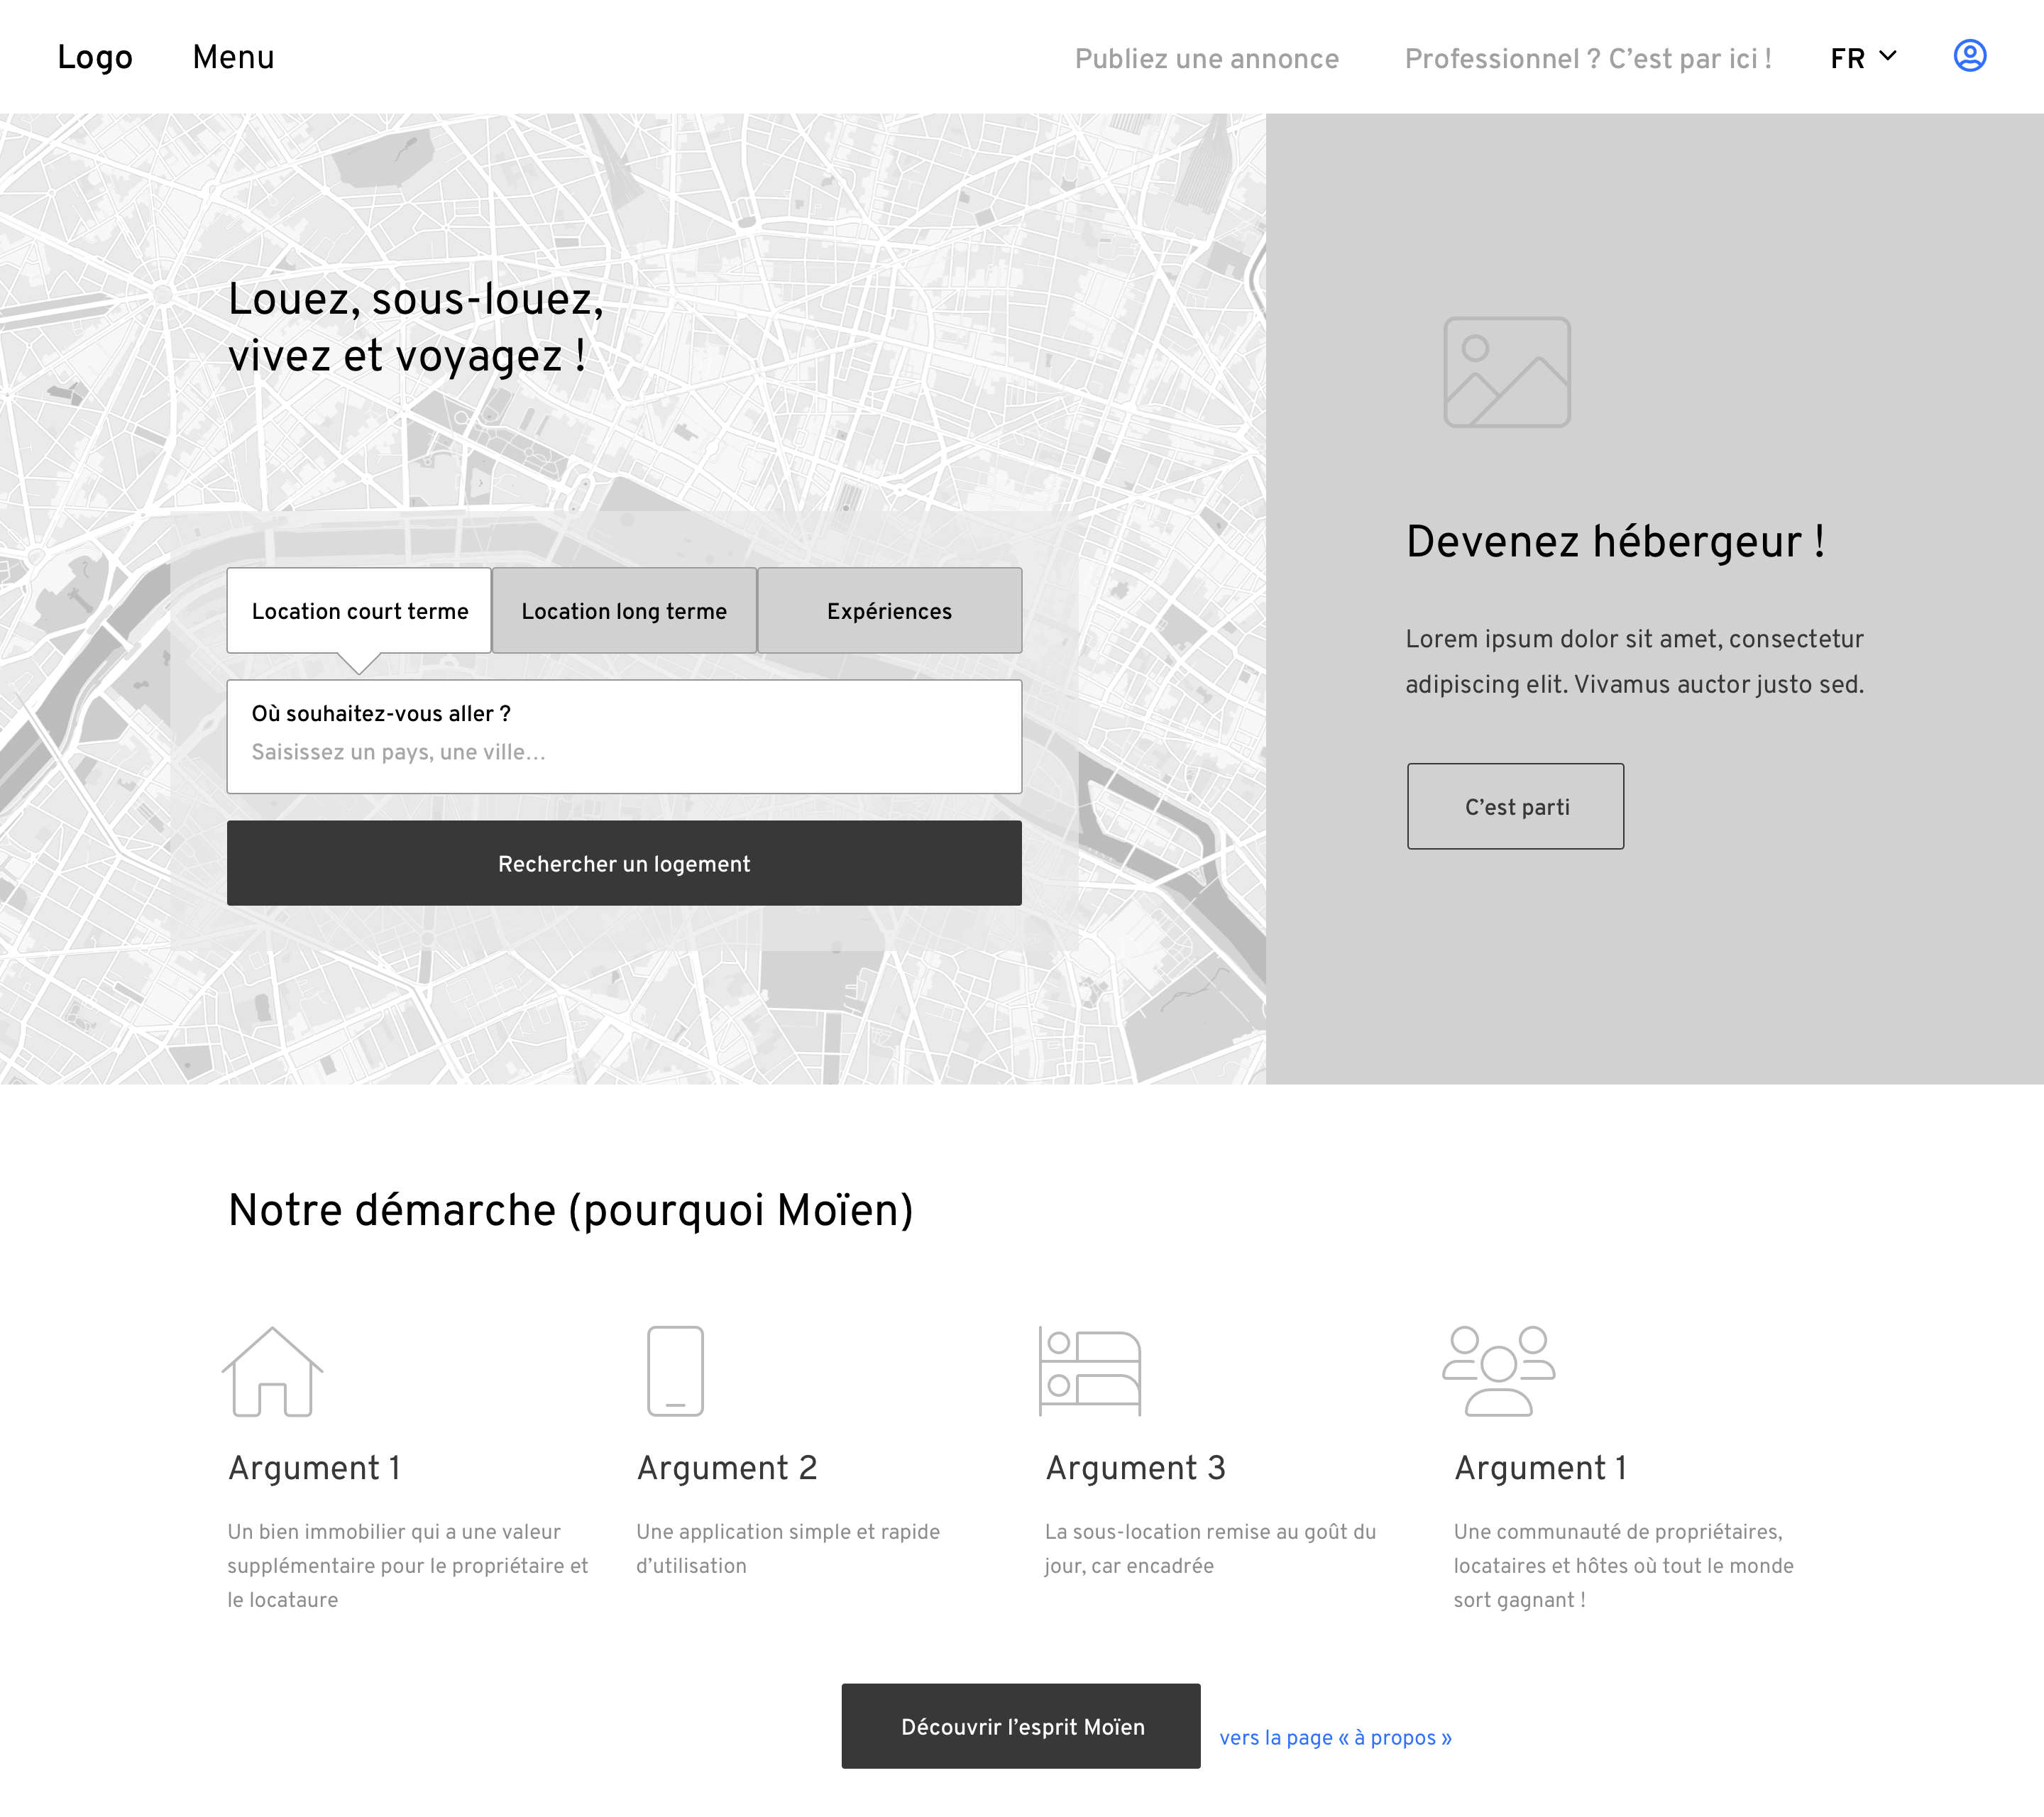 Logo
Menu
Publiez une annonce
Professionnel ? C’est par ici !
FR
Louez, sous-louez,
vivez et voyagez !
Location court terme
Location long terme
Expériences
Où souhaitez-vous aller ?
Saisissez un pays, une ville…
Rechercher un logement
Devenez hébergeur !
Lorem ipsum dolor sit amet, consectetur
adipiscing elit. Vivamus auctor justo sed.
C’est parti
Notre démarche (pourquoi Moïen)
Argument 1
Un bien immobilier qui a une valeur
supplémentaire pour le propriétaire et
le locataure
Argument 2
Une application simple et rapide
d’utilisation
Argument 3
La sous-location remise au goût du
jour, car encadrée
Argument 1
Une communauté de propriétaires,
locataires et hôtes où tout le monde
sort gagnant !
Découvrir l’esprit Moïen
vers la page « à propos »